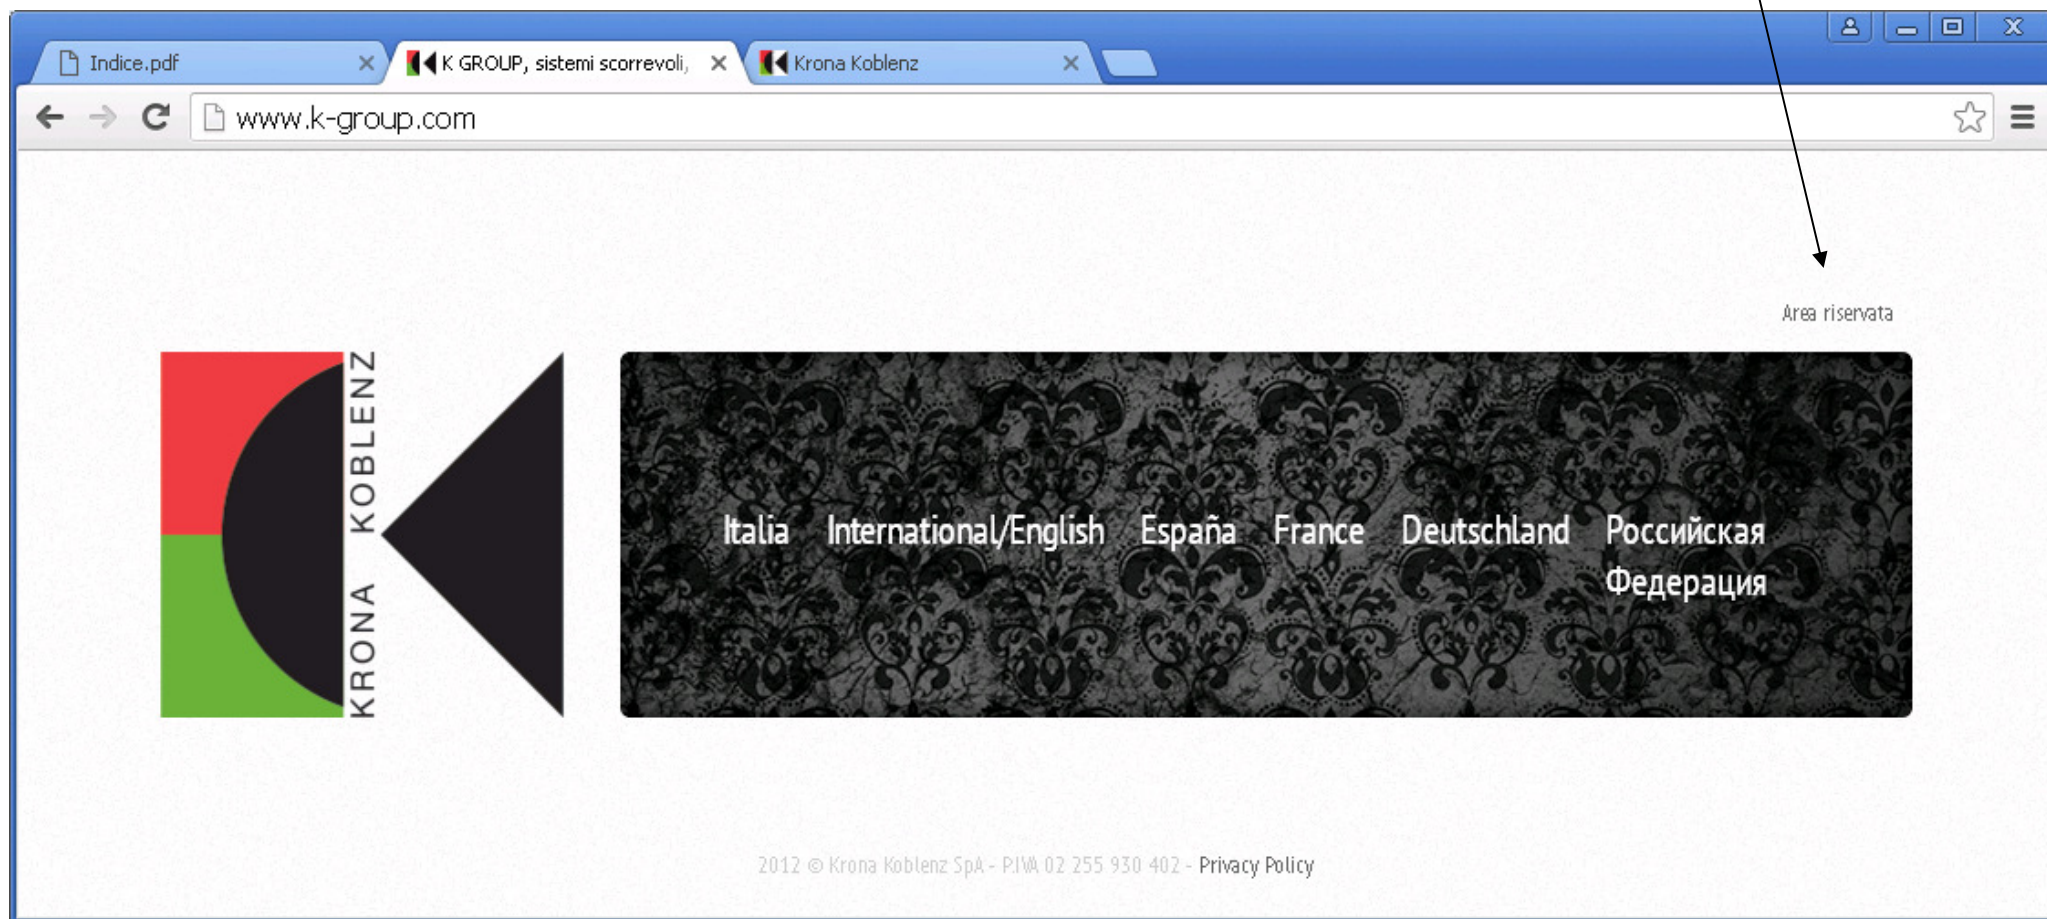 Indice.pdf
K GROUP, sistemi scorrevoli,
Krona Koblenz
www.k-group.com
Area riservata
KRONA KOBLENZ
Italia International/English España France Deutschland Российская
Федерация
2012 © Krona Koblenz SpA - P.IVA 02 255 930 402 - Privacy Policy